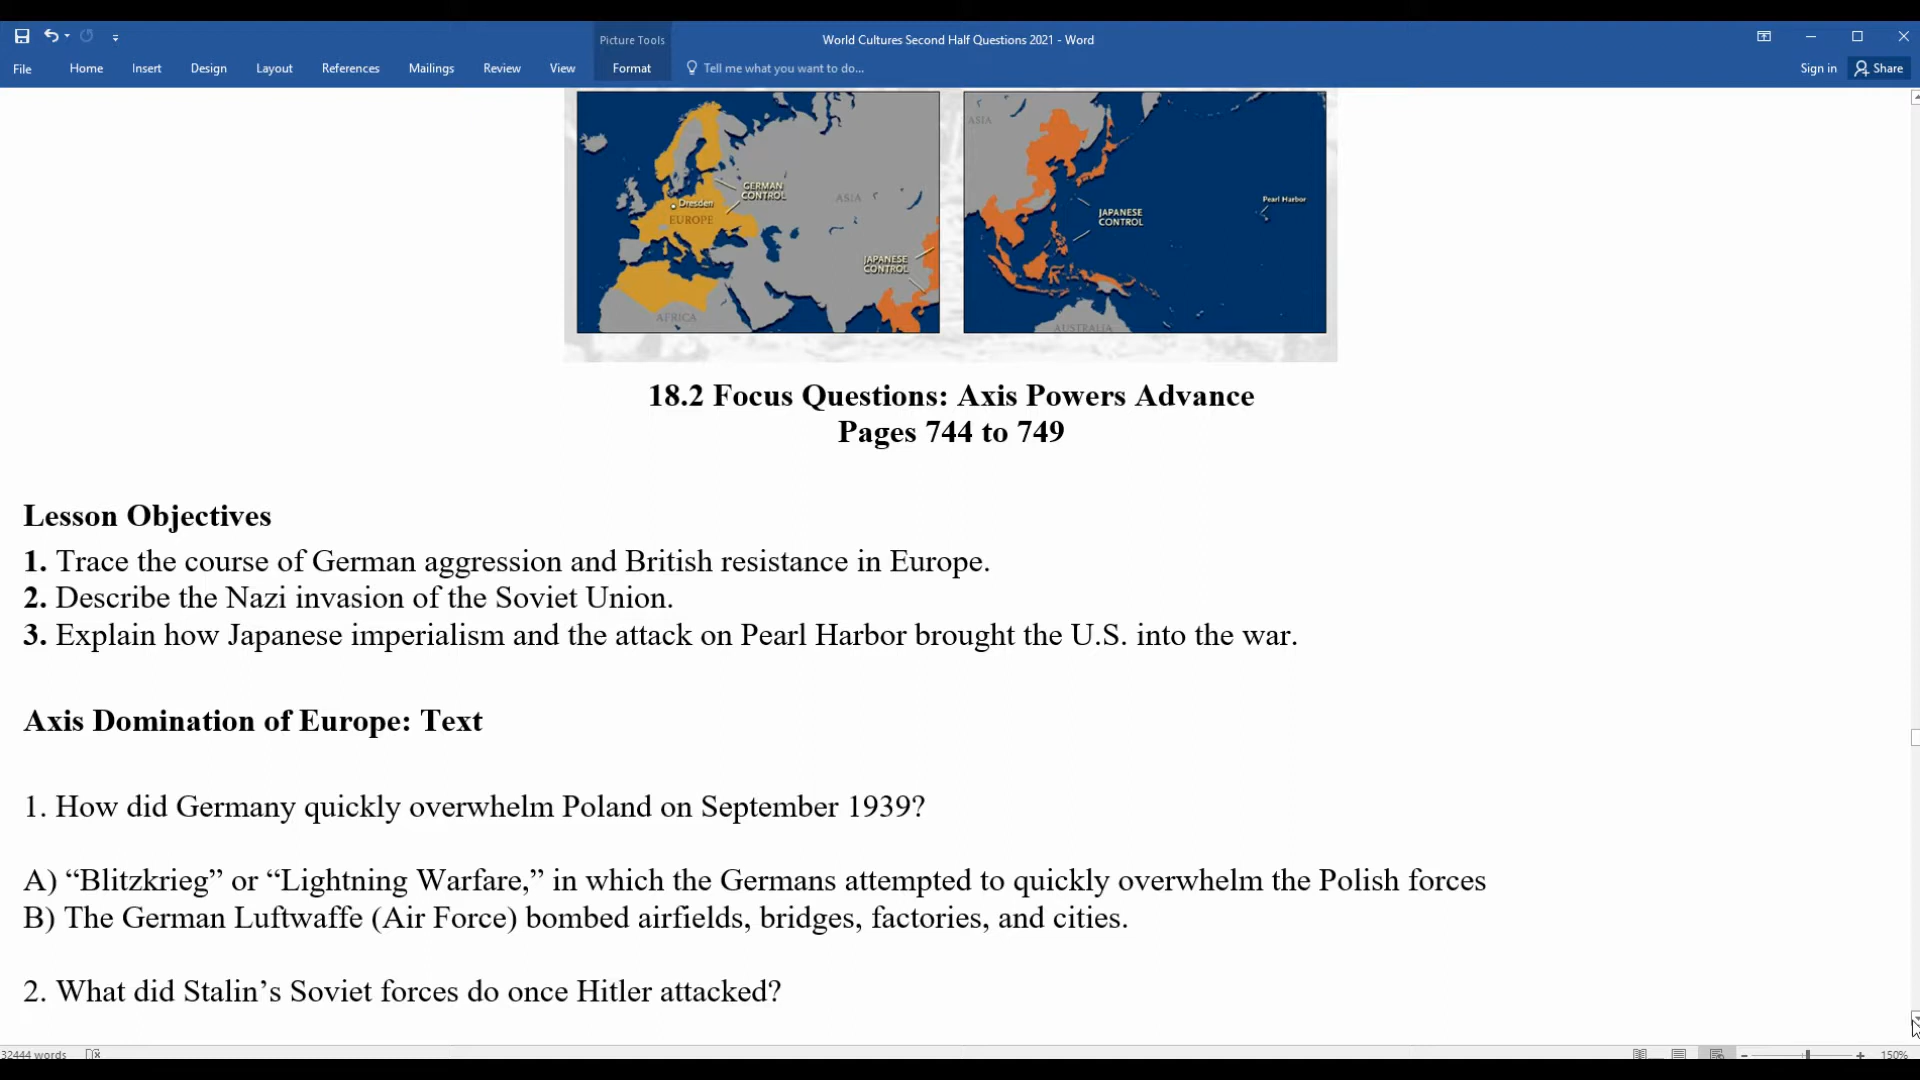 Picture Tools
World Cultures Second Half Questions 2021 - Word
File Home Insert Design Layout References Mailings Review View Format Tell me what you want to do... Sign in Share
GERMAN
CONTROL
Dresden
EUROPE
ASIA
JAPANESE
CONTROL
AFRICA
ASIA
Pearl Harbor
JAPANESE
CONTROL
AUSTRALIA
18.2 Focus Questions: Axis Powers Advance
Pages 744 to 749
Lesson Objectives
1. Trace the course of German aggression and British resistance in Europe.
2. Describe the Nazi invasion of the Soviet Union.
3. Explain how Japanese imperialism and the attack on Pearl Harbor brought the U.S. into the war.
Axis Domination of Europe: Text
1. How did Germany quickly overwhelm Poland on September 1939?
A) “Blitzkrieg” or “Lightning Warfare,” in which the Germans attempted to quickly overwhelm the Polish forces
B) The German Luftwaffe (Air Force) bombed airfields, bridges, factories, and cities.
2. What did Stalin’s Soviet forces do once Hitler attacked?
32444 words
150%